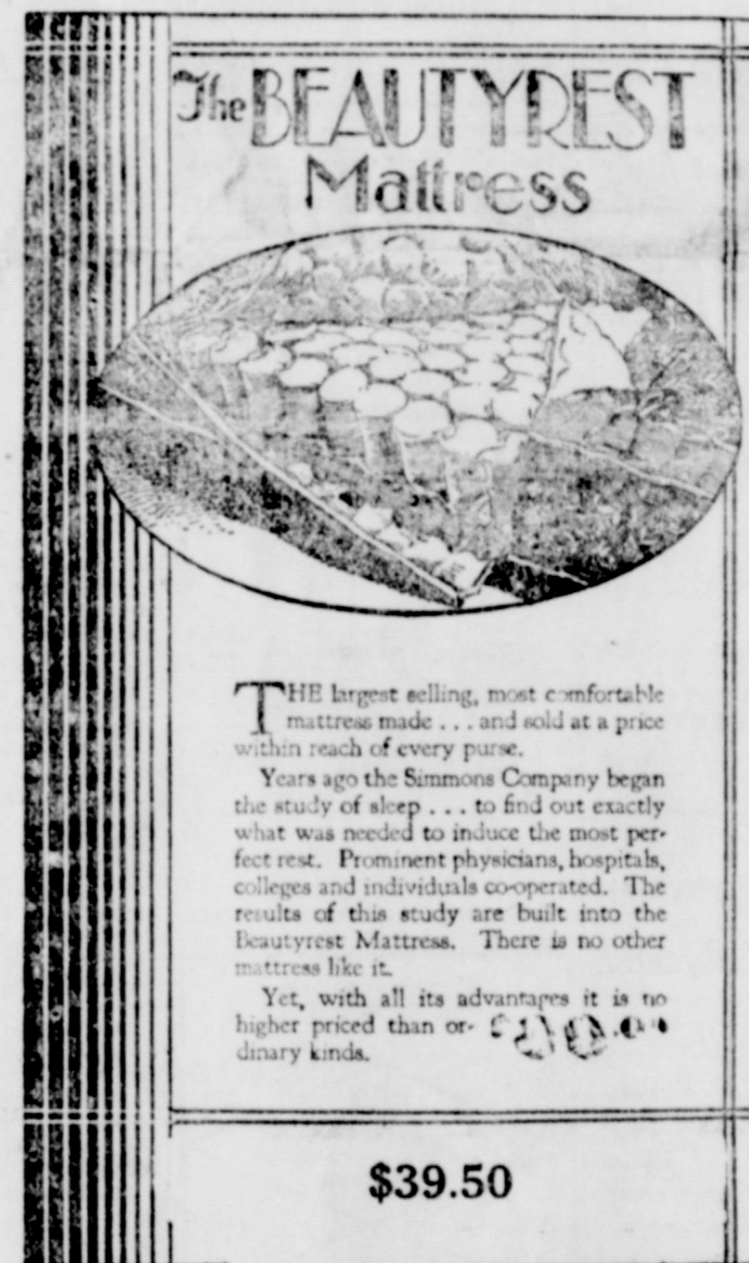 The BEAUTYREST
Mattress
THE largest selling, most comfortable
mattress made . . . and sold at a price
within reach of every purse.
Years ago the Simmons Company began
the study of sleep . . . to find out exactly
what was needed to induce the most per-
fect rest. Prominent physicians, hospitals,
colleges and individuals co-operated. The
results of this study are built into the
Beautyrest Mattress. There is no other
mattress like it.
Yet, with all its advantages it is no
higher priced than or-
dinary kinds.
$39.50